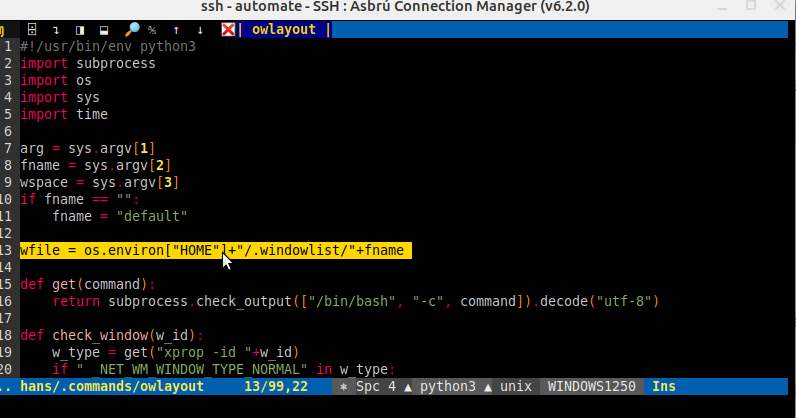 ssh - automate - SSH : Asbrú Connection Manager (v6.2.0)
% ↑ ↓ | owlayout |
1 #!/usr/bin/env python3
2 import subprocess
3 import os
4 import sys
5 import time
6
7 arg = sys.argv[1]
8 fname = sys.argv[2]
9 wspace = sys.argv[3]
10 if fname == "":
11     fname = "default"
12
13 wfile = os.environ["HOME"]+"/.windowlist/"+fname
14
15 def get(command):
16     return subprocess.check_output(["/bin/bash", "-c", command]).decode("utf-8")
17
18 def check_window(w_id):
19     w_type = get("xprop -id "+w_id)
20     if " _NET_WM_WINDOW_TYPE_NORMAL" in w_type:
.. hans/.commands/owlayout 13/99,22 ✱ Spc 4 ▲ python3 ▲ unix WINDOWS1250 Ins